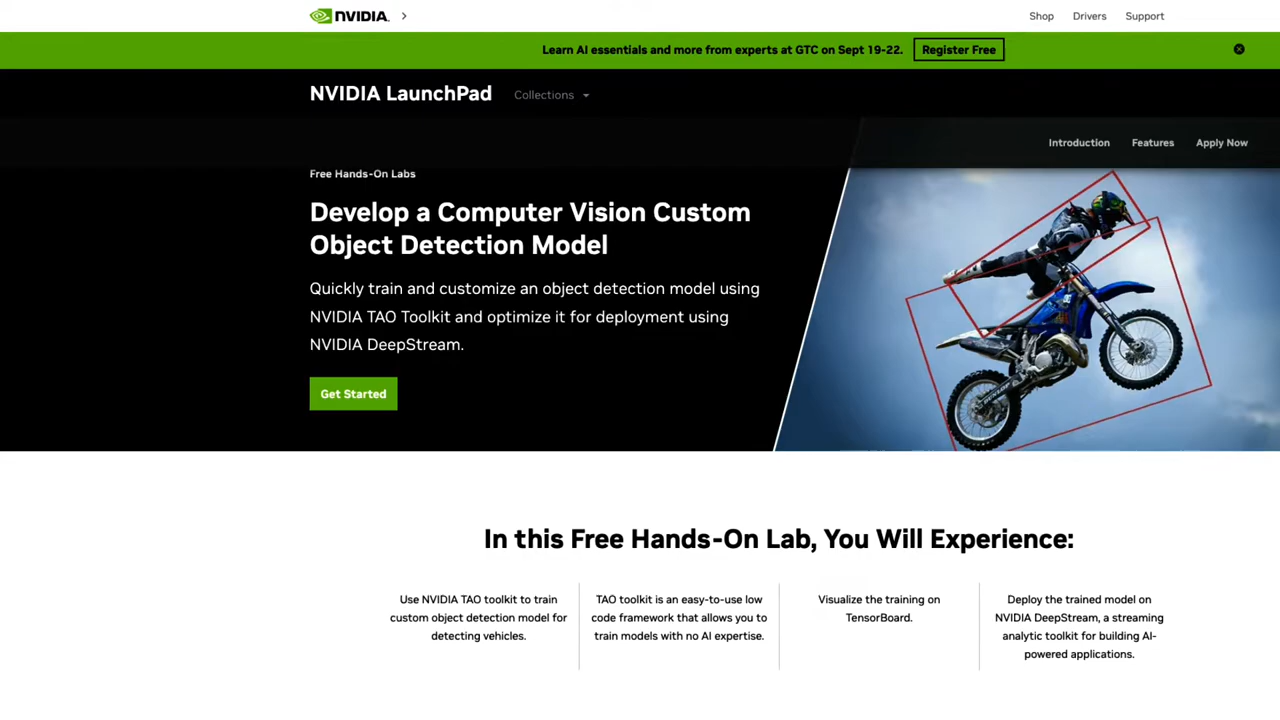 NVIDIA.
Shop
Drivers
Support
Learn AI essentials and more from experts at GTC on Sept 19-22.
Register Free
NVIDIA LaunchPad
Collections
Introduction
Features
Apply Now
Free Hands-On Labs
Develop a Computer Vision Custom
Object Detection Model
Quickly train and customize an object detection model using
NVIDIA TAO Toolkit and optimize it for deployment using
NVIDIA DeepStream.
Get Started
In this Free Hands-On Lab, You Will Experience:
Use NVIDIA TAO toolkit to train
custom object detection model for
detecting vehicles.
TAO toolkit is an easy-to-use low
code framework that allows you to
train models with no AI expertise.
Visualize the training on
TensorBoard.
Deploy the trained model on
NVIDIA DeepStream, a streaming
analytic toolkit for building AI-
powered applications.